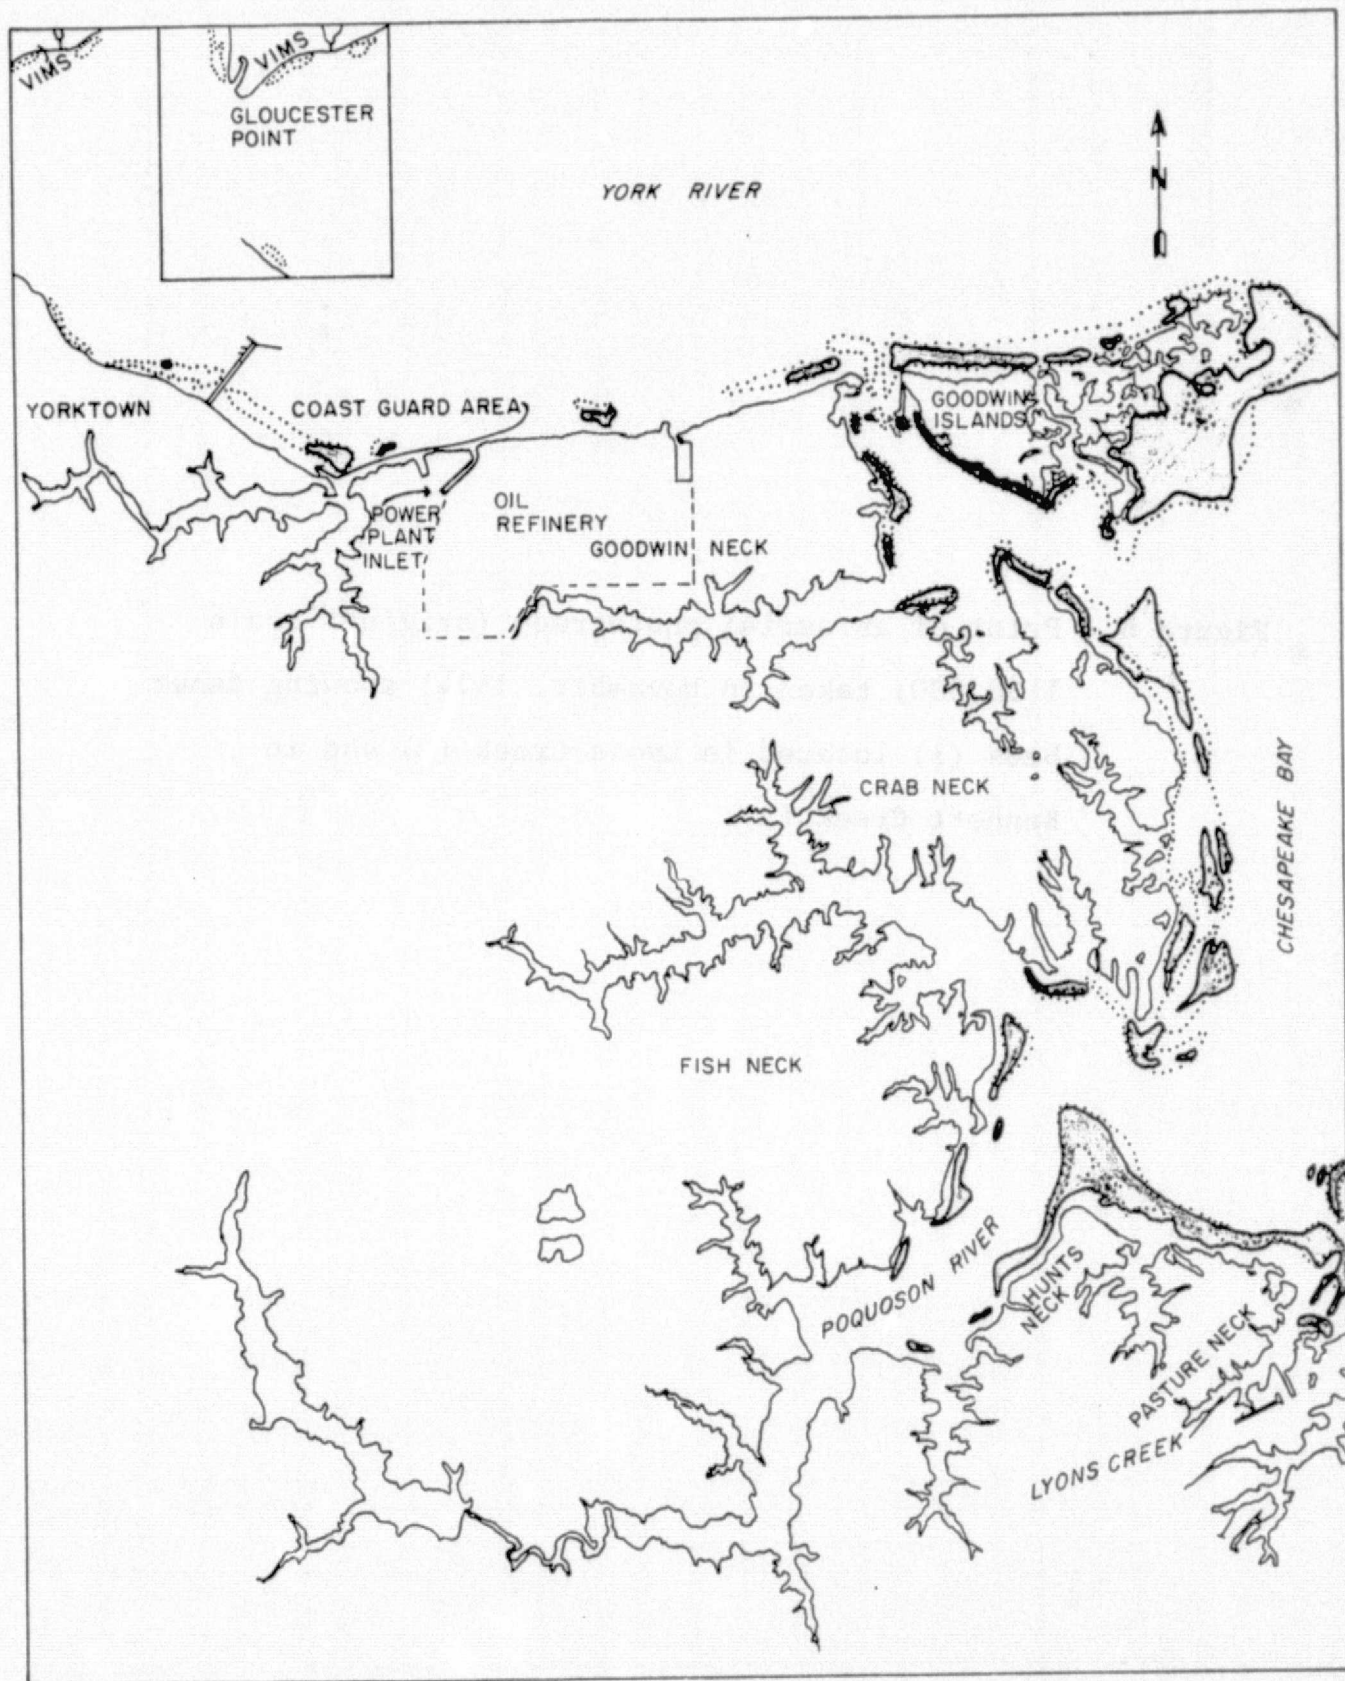 VIMS
VIMS
GLOUCESTER
POINT
YORK RIVER
N
YORKTOWN
COAST GUARD AREA
GOODWIN
ISLANDS
POWER
PLANT
INLET
OIL
REFINERY
GOODWIN NECK
CRAB NECK
CHESAPEAKE BAY
FISH NECK
POQUOSON RIVER
HUNTS
NECK
PASTURE NECK
LYONS CREEK